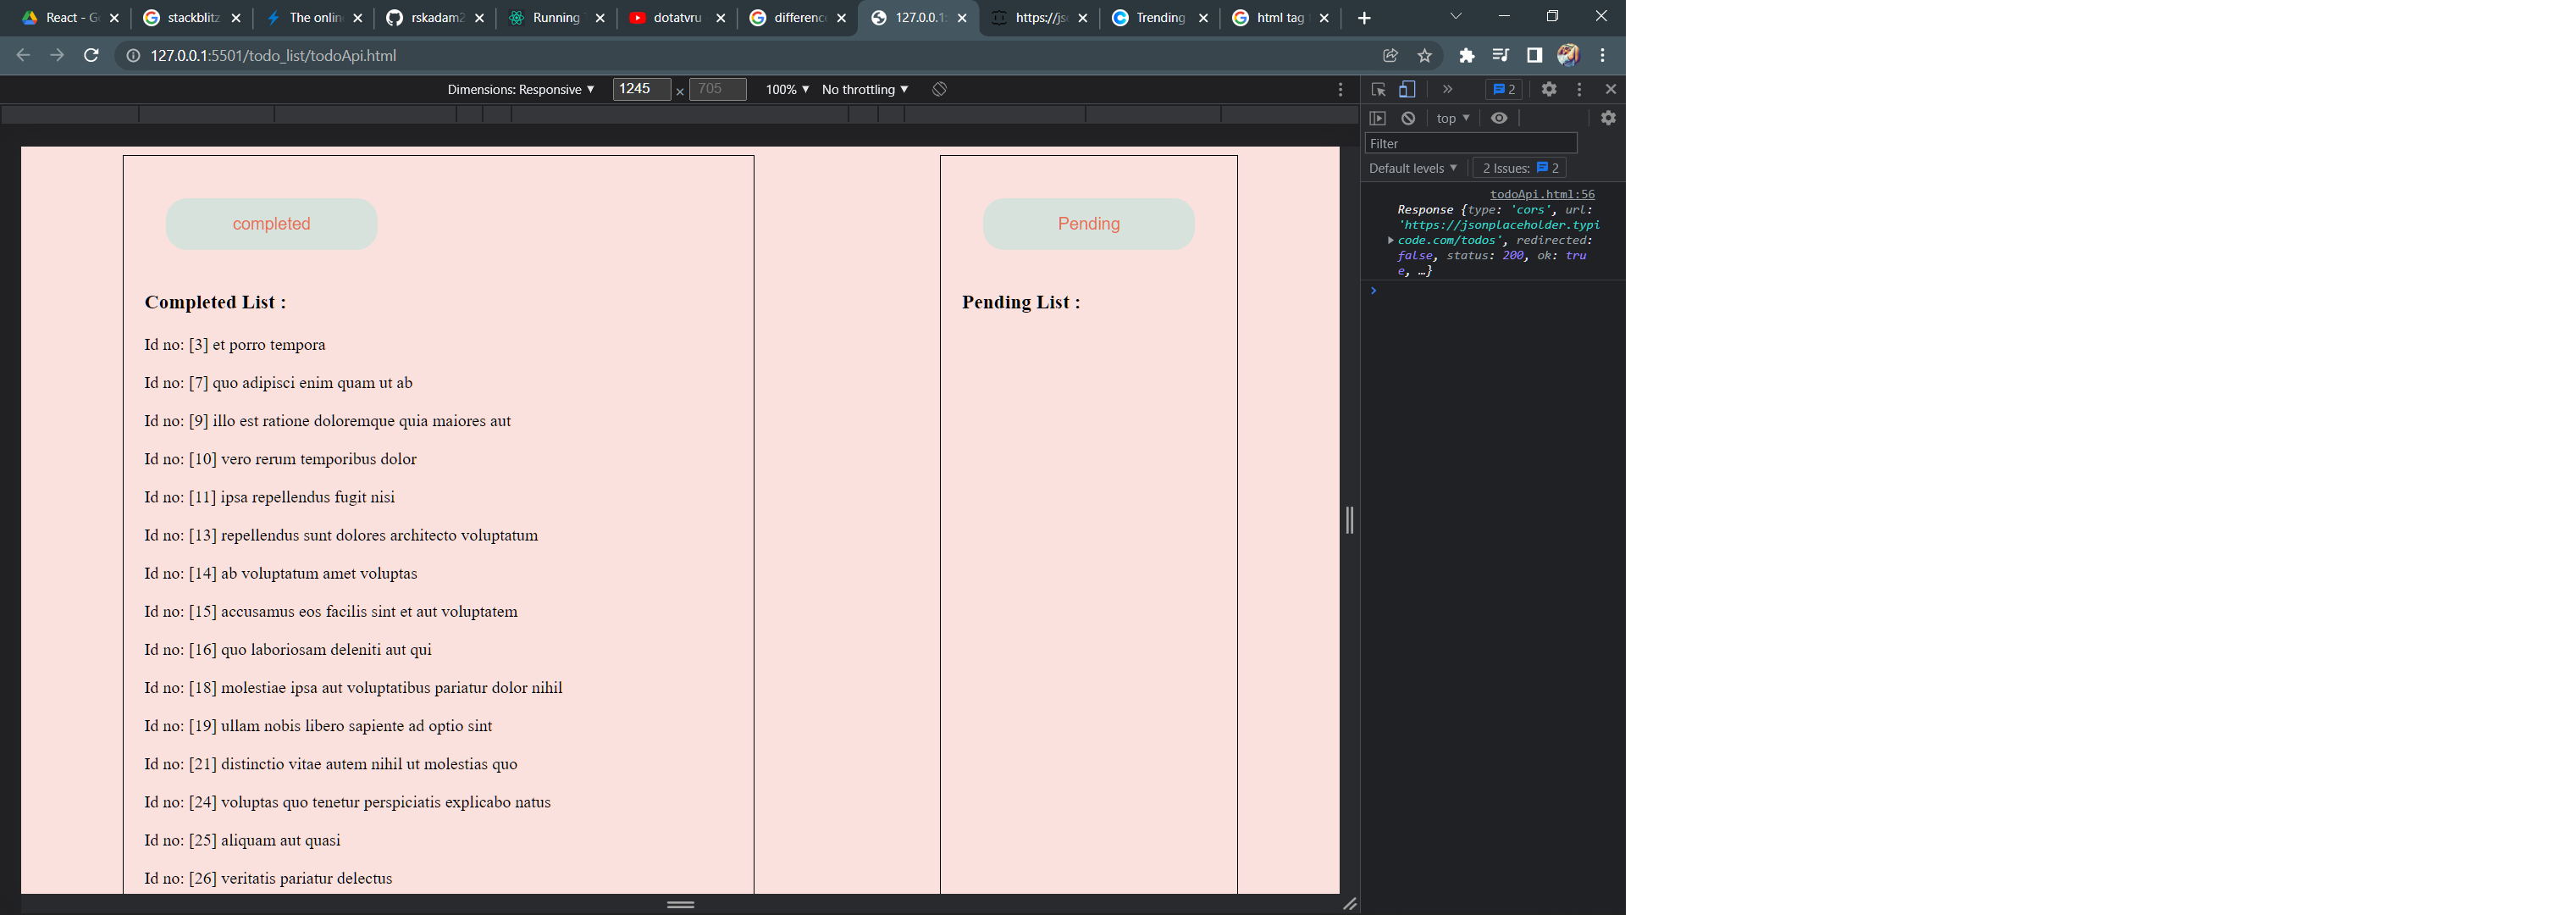 React - G
stackblitz
The onlin
rskadam2
Running
dotatvru
differenc
127.0.0.1:
https://js
Trending
html tag
127.0.0.1:5501/todo_list/todoApi.html
Dimensions: Responsive
1245
×
705
100%
No throttling
2
top
Filter
Default levels
2 Issues:
2
todoApi.html:56
Response {type: 'cors', url:
'https://jsonplaceholder.typi
code.com/todos', redirected:
false, status: 200, ok: tru
e, …}
completed
Completed List :
Id no: [3] et porro tempora
Id no: [7] quo adipisci enim quam ut ab
Id no: [9] illo est ratione doloremque quia maiores aut
Id no: [10] vero rerum temporibus dolor
Id no: [11] ipsa repellendus fugit nisi
Id no: [13] repellendus sunt dolores architecto voluptatum
Id no: [14] ab voluptatum amet voluptas
Id no: [15] accusamus eos facilis sint et aut voluptatem
Id no: [16] quo laboriosam deleniti aut qui
Id no: [18] molestiae ipsa aut voluptatibus pariatur dolor nihil
Id no: [19] ullam nobis libero sapiente ad optio sint
Id no: [21] distinctio vitae autem nihil ut molestias quo
Id no: [24] voluptas quo tenetur perspiciatis explicabo natus
Id no: [25] aliquam aut quasi
Id no: [26] veritatis pariatur delectus
Pending
Pending List :